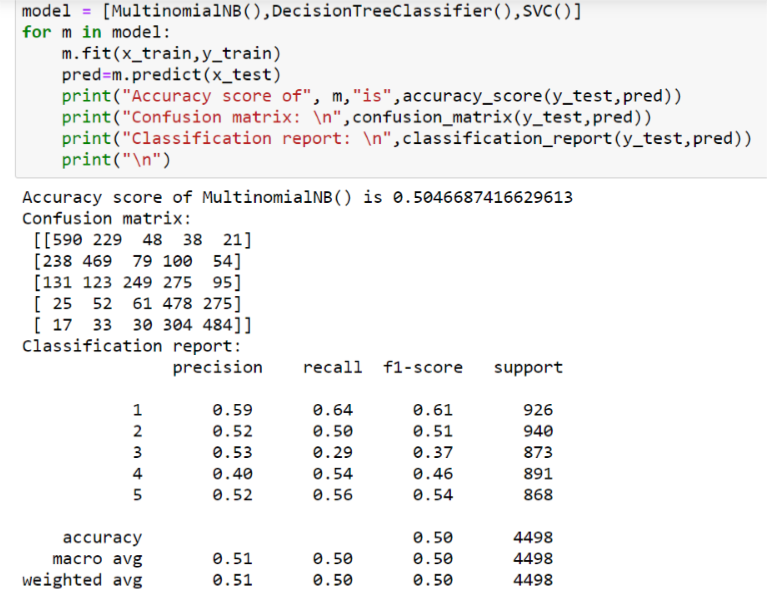 model = [MultinomialNB(),DecisionTreeClassifier(),SVC()]
for m in model:
    m.fit(x_train,y_train)
    pred=m.predict(x_test)
    print("Accuracy score of", m,"is",accuracy_score(y_test,pred))
    print("Confusion matrix: \n",confusion_matrix(y_test,pred))
    print("Classification report: \n",classification_report(y_test,pred))
    print("\n")
Accuracy score of MultinomialNB() is 0.5046687416629613
Confusion matrix:
 [[590 229  48  38  21]
 [238 469  79 100  54]
 [131 123 249 275  95]
 [ 25  52  61 478 275]
 [ 17  33  30 304 484]]
Classification report:
              precision    recall  f1-score   support
           1       0.59      0.64      0.61       926
           2       0.52      0.50      0.51       940
           3       0.53      0.29      0.37       873
           4       0.40      0.54      0.46       891
           5       0.52      0.56      0.54       868
    accuracy                           0.50      4498
   macro avg       0.51      0.50      0.50      4498
weighted avg       0.51      0.50      0.50      4498